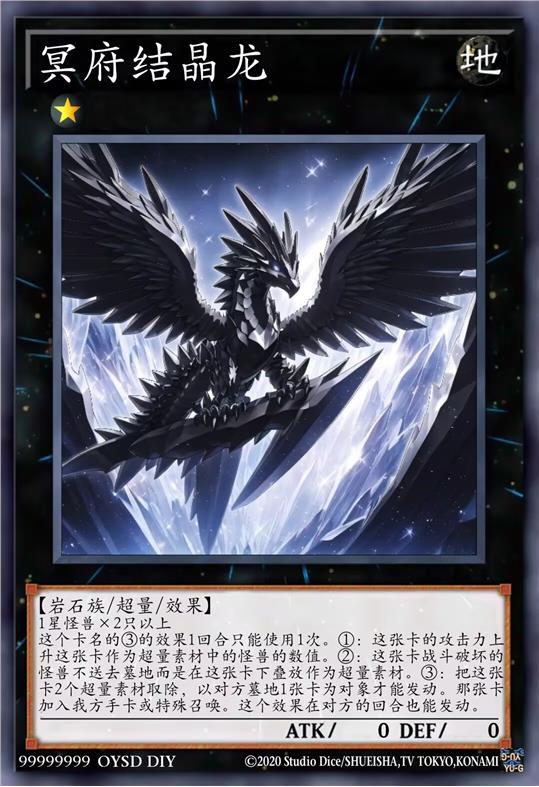 冥府结晶龙
地
【岩石族/超量/效果】
1星怪兽×2只以上
这个卡名的③的效果1回合只能使用1次。①：这张卡的攻击力上
升这张卡作为超量素材中的怪兽的数值。②：这张卡战斗破坏的
怪兽不送去墓地而是在这张卡下叠放作为超量素材。③：把这张
卡2个超量素材取除，以对方墓地1张卡为对象才能发动。那张卡
加入我方手卡或特殊召唤。这个效果在对方的回合也能发动。
ATK/ 0 DEF/ 0
99999999 OYSD DIY ©2020 Studio Dice/SHUEISHA,TV TOKYO,KONAMI
YU-G